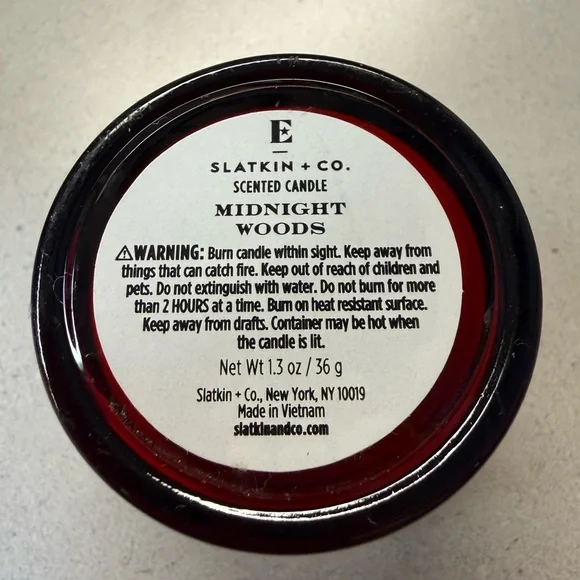 E
SLATKIN + CO.
SCENTED CANDLE
MIDNIGHT
WOODS
⚠WARNING: Burn candle within sight. Keep away from
things that can catch fire. Keep out of reach of children and
pets. Do not extinguish with water. Do not burn for more
than 2 HOURS at a time. Burn on heat resistant surface.
Keep away from drafts. Container may be hot when
the candle is lit.
Net Wt 1.3 oz / 36 g
Slatkin + Co., New York, NY 10019
Made in Vietnam
slatkinandco.com